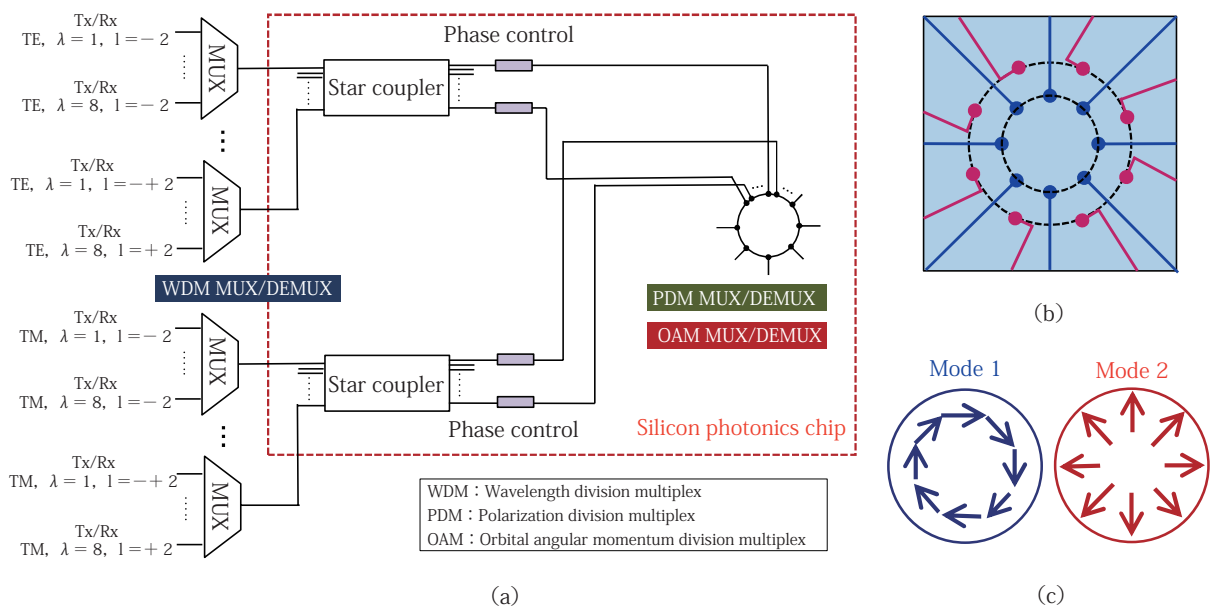 Tx/Rx
TE, λ = 1, l = − 2
......
Tx/Rx
TE, λ = 8, l = − 2
MUX
...
Tx/Rx
TE, λ = 1, l = −+ 2
......
Tx/Rx
TE, λ = 8, l = + 2
MUX
Phase control
Star coupler
WDM MUX/DEMUX
PDM MUX/DEMUX
OAM MUX/DEMUX
Tx/Rx
TM, λ = 1, l = − 2
......
Tx/Rx
TM, λ = 8, l = − 2
MUX
...
Tx/Rx
TM, λ = 1, l = −+ 2
......
Tx/Rx
TM, λ = 8, l = + 2
MUX
Star coupler
Phase control
Silicon photonics chip
WDM：Wavelength division multiplex
PDM：Polarization division multiplex
OAM：Orbital angular momentum division multiplex
(a)
(b)
Mode 1
Mode 2
(c)